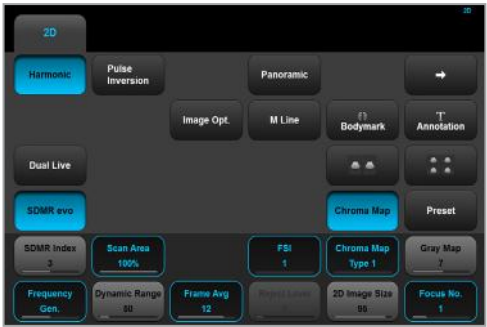 2D
2D
Harmonic
Pulse
Inversion
Panoramic
Image Opt.
M Line
Bodymark
T
Annotation
Dual Live
SDMR evo
Chroma Map
Preset
SDMR Index
3
Scan Area
100%
FSI
1
Chroma Map
Type 1
Gray Map
7
Frequency
Gen.
Dynamic Range
Frame Avg
12
Reject Level
2D Image Size
Focus No.
1